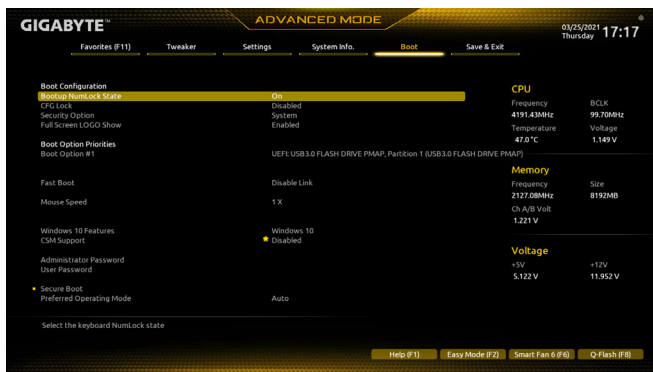 GIGABYTE™
ADVANCED MODE
03/25/2021
Thursday
17:17
Favorites (F11)
Tweaker
Settings
System Info.
Boot
Save & Exit
Boot Configuration
Bootup NumLock State On
CFG Lock Disabled
Security Option System
Full Screen LOGO Show Enabled
Boot Option Priorities
Boot Option #1 UEFI: USB3.0 FLASH DRIVE PMAP, Partition 1 (USB3.0 FLASH DRIVE PMAP)
Fast Boot Disable Link
Mouse Speed 1 X
Windows 10 Features Windows 10
CSM Support Disabled
Administrator Password
User Password
Secure Boot
Preferred Operating Mode Auto
Select the keyboard NumLock state
CPU
Frequency BCLK
4191.43MHz 99.70MHz
Temperature Voltage
47.0 °C 1.149 V
Memory
Frequency Size
2127.08MHz 8192MB
Ch A/B Volt
1.221 V
Voltage
+5V +12V
5.122 V 11.952 V
Help (F1)
Easy Mode (F2)
Smart Fan 6 (F6)
Q-Flash (F8)